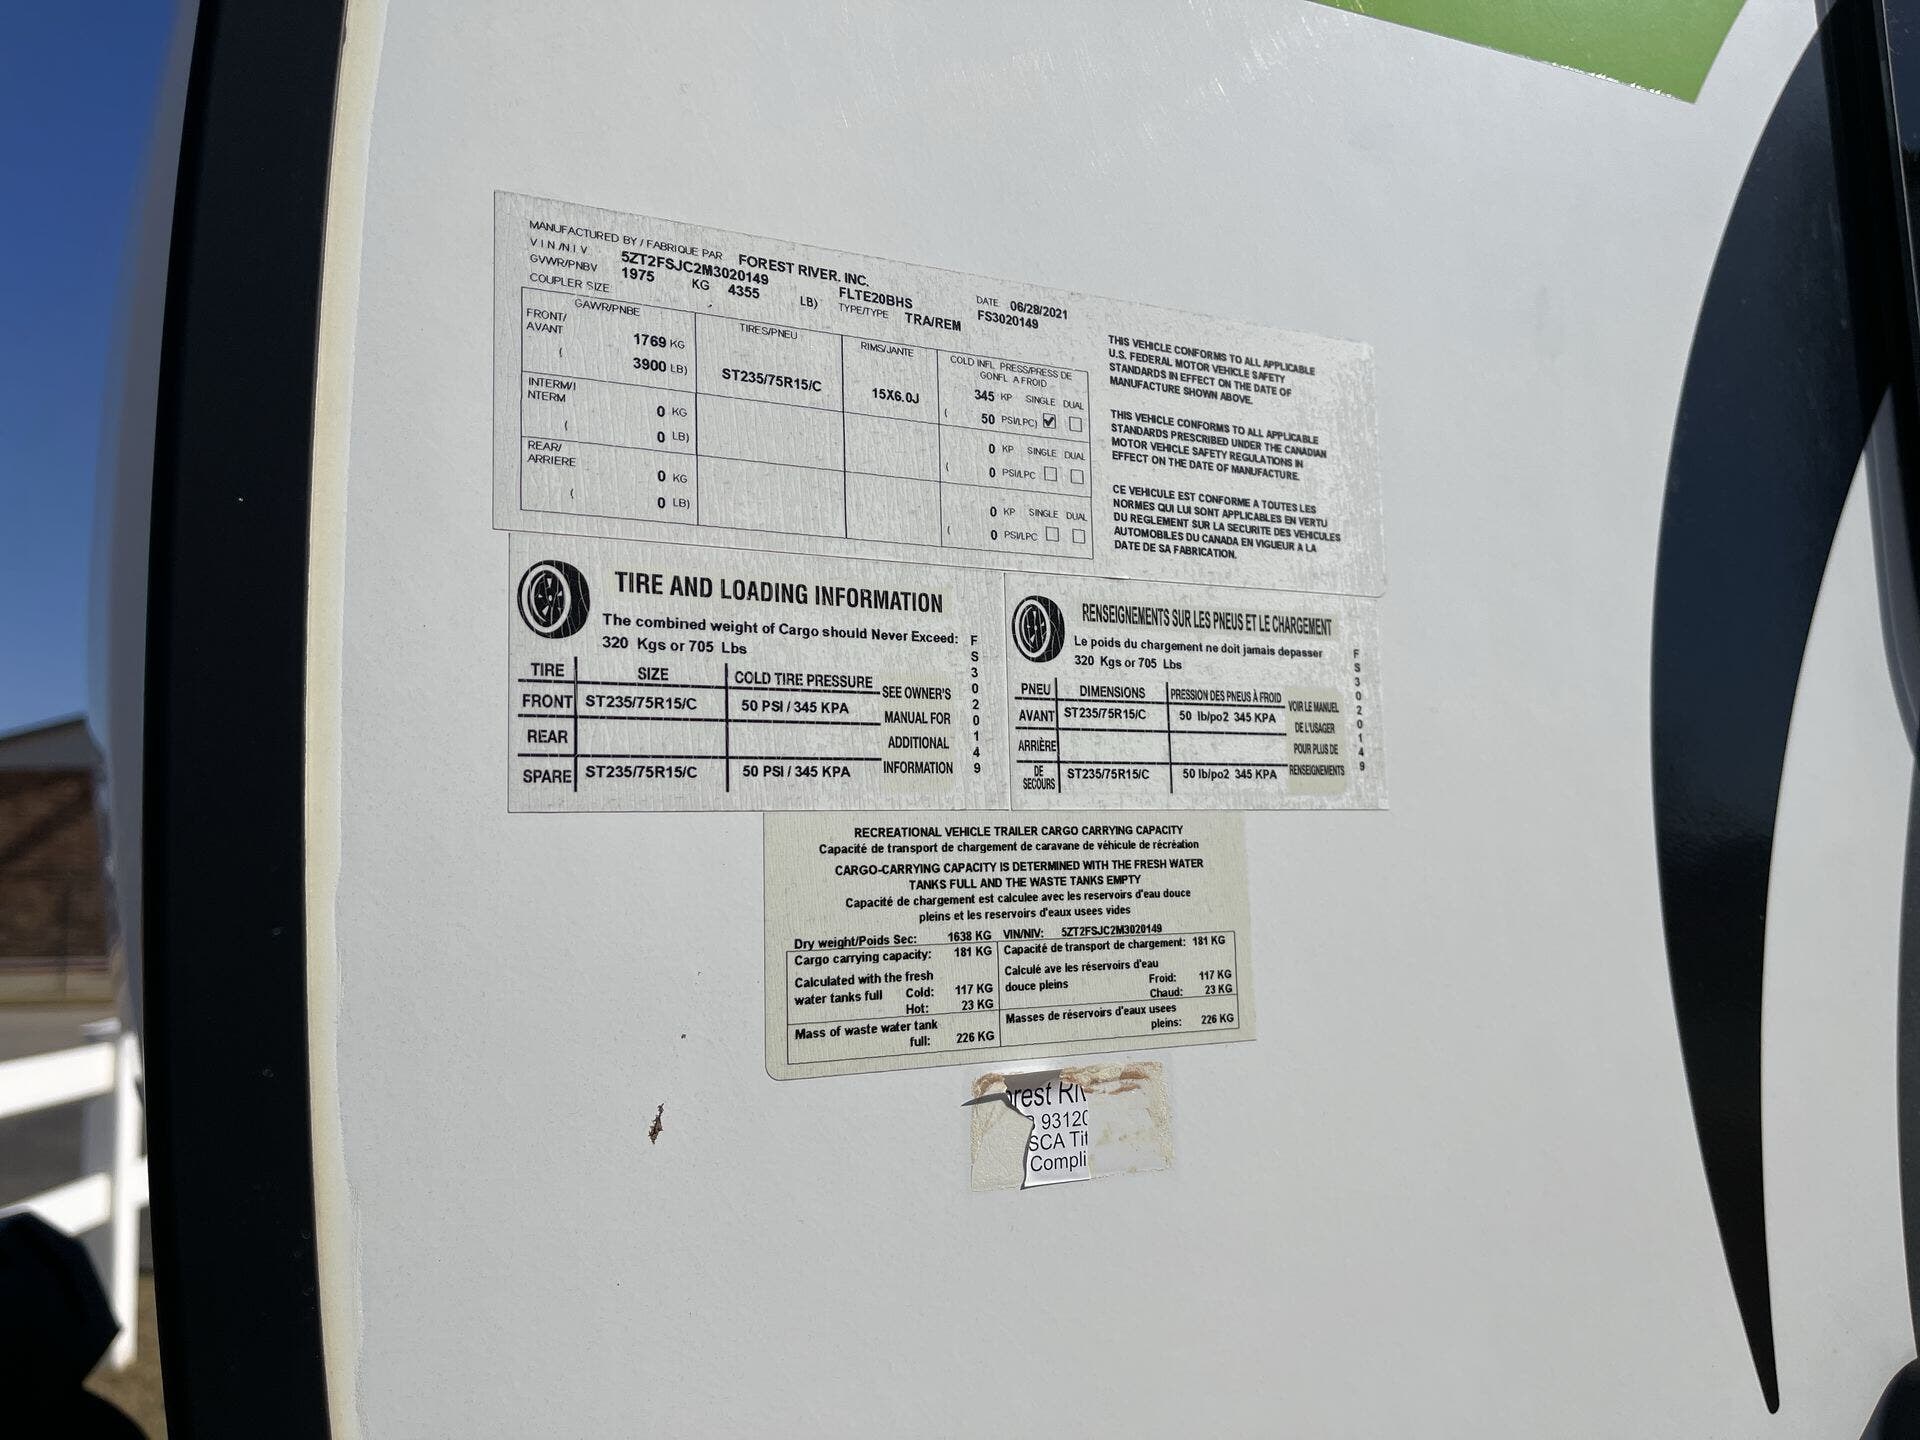 MANUFACTURED BY / FABRIQUE PAR FOREST RIVER, INC. DATE 06/28/2021
V I N /N.I V 5ZT2FSJC2M3020149 FLTE20BHS FS3020149
GVWR/PNBV 1975 KG 4355 LB) TYPE/TYPE TRA/REM
COUPLER SIZE
GAWR/PNBE TIRES/PNEU RIMS/JANTE COLD INFL PRESS/PRESS DE
GONFL A FROID
FRONT/
AVANT 1769 KG ST235/75R15/C 15X6.0J 345 KP SINGLE DUAL
( 3900 LB) ( 50 PSI/LPC)
INTERM/I
NTERM 0 KG 0 KP SINGLE DUAL
( 0 LB) ( 0 PSI/LPC
REAR/
ARRIERE 0 KG 0 KP SINGLE DUAL
( 0 LB) ( 0 PSI/LPC
THIS VEHICLE CONFORMS TO ALL APPLICABLE
U.S. FEDERAL MOTOR VEHICLE SAFETY
STANDARDS IN EFFECT ON THE DATE OF
MANUFACTURE SHOWN ABOVE.
THIS VEHICLE CONFORMS TO ALL APPLICABLE
STANDARDS PRESCRIBED UNDER THE CANADIAN
MOTOR VEHICLE SAFETY REGULATIONS IN
EFFECT ON THE DATE OF MANUFACTURE.
CE VEHICULE EST CONFORME A TOUTES LES
NORMES QUI LUI SONT APPLICABLES EN VERTU
DU REGLEMENT SUR LA SECURITE DES VEHICULES
AUTOMOBILES DU CANADA EN VIGUEUR A LA
DATE DE SA FABRICATION.
TIRE AND LOADING INFORMATION
The combined weight of Cargo should Never Exceed:
320 Kgs or 705 Lbs
TIRE SIZE COLD TIRE PRESSURE
FRONT ST235/75R15/C 50 PSI / 345 KPA
REAR
SPARE ST235/75R15/C 50 PSI / 345 KPA
SEE OWNER'S
MANUAL FOR
ADDITIONAL
INFORMATION
FS3020149
RENSEIGNEMENTS SUR LES PNEUS ET LE CHARGEMENT
Le poids du chargement ne doit jamais depasser
320 Kgs or 705 Lbs
PNEU DIMENSIONS PRESSION DES PNEUS À FROID
AVANT ST235/75R15/C 50 lb/po2 345 KPA
ARRIÈRE
DE
SECOURS ST235/75R15/C 50 lb/po2 345 KPA
VOIR LE MANUEL
DE L'USAGER
POUR PLUS DE
RENSEIGNEMENTS
FS3020149
RECREATIONAL VEHICLE TRAILER CARGO CARRYING CAPACITY
Capacité de transport de chargement de caravane de véhicule de récréation
CARGO-CARRYING CAPACITY IS DETERMINED WITH THE FRESH WATER
TANKS FULL AND THE WASTE TANKS EMPTY
Capacité de chargement est calculee avec les reservoirs d'eau douce
pleins et les reservoirs d'eaux usees vides
Dry weight/Poids Sec: 1638 KG VIN/NIV: 5ZT2FSJC2M3020149
Cargo carrying capacity: 181 KG Capacité de transport de chargement: 181 KG
Calculated with the fresh
water tanks full Cold: 117 KG
Hot: 23 KG
Calculé ave les réservoirs d'eau
douce pleins Froid: 117 KG
Chaud: 23 KG
Mass of waste water tank
full: 226 KG
Masses de réservoirs d'eaux usees
pleins: 226 KG
orest Riv
93120
SCA Tit
Compli